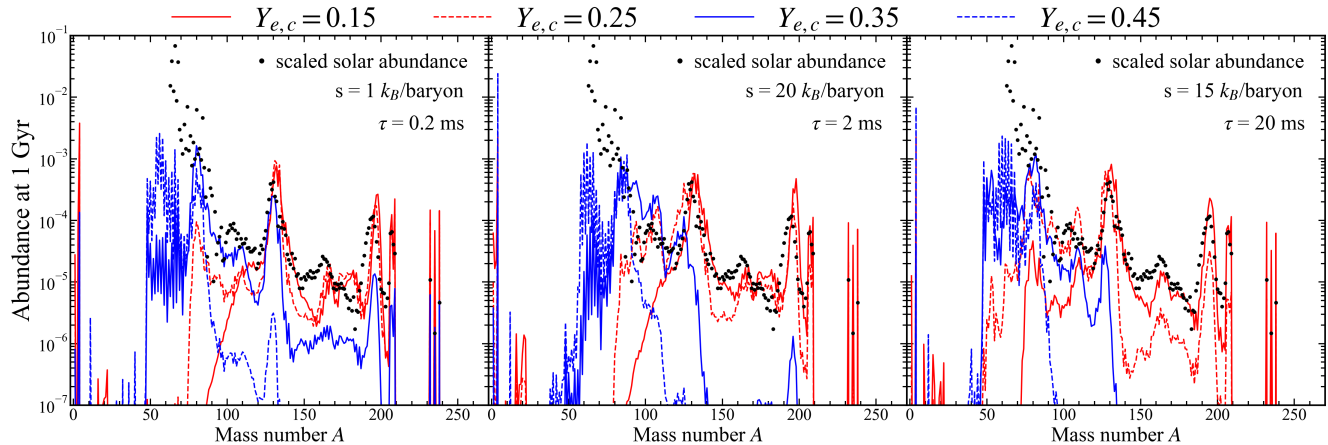 Y_{e,c} = 0.15 Y_{e,c} = 0.25 Y_{e,c} = 0.35 Y_{e,c} = 0.45
Abundance at 1 Gyr
10^{-1}
10^{-2}
10^{-3}
10^{-4}
10^{-5}
10^{-6}
10^{-7}
scaled solar abundance
s = 1 k_B/baryon
τ = 0.2 ms
0 50 100 150 200 250
Mass number A
scaled solar abundance
s = 20 k_B/baryon
τ = 2 ms
0 50 100 150 200 250
Mass number A
scaled solar abundance
s = 15 k_B/baryon
τ = 20 ms
0 50 100 150 200 250
Mass number A